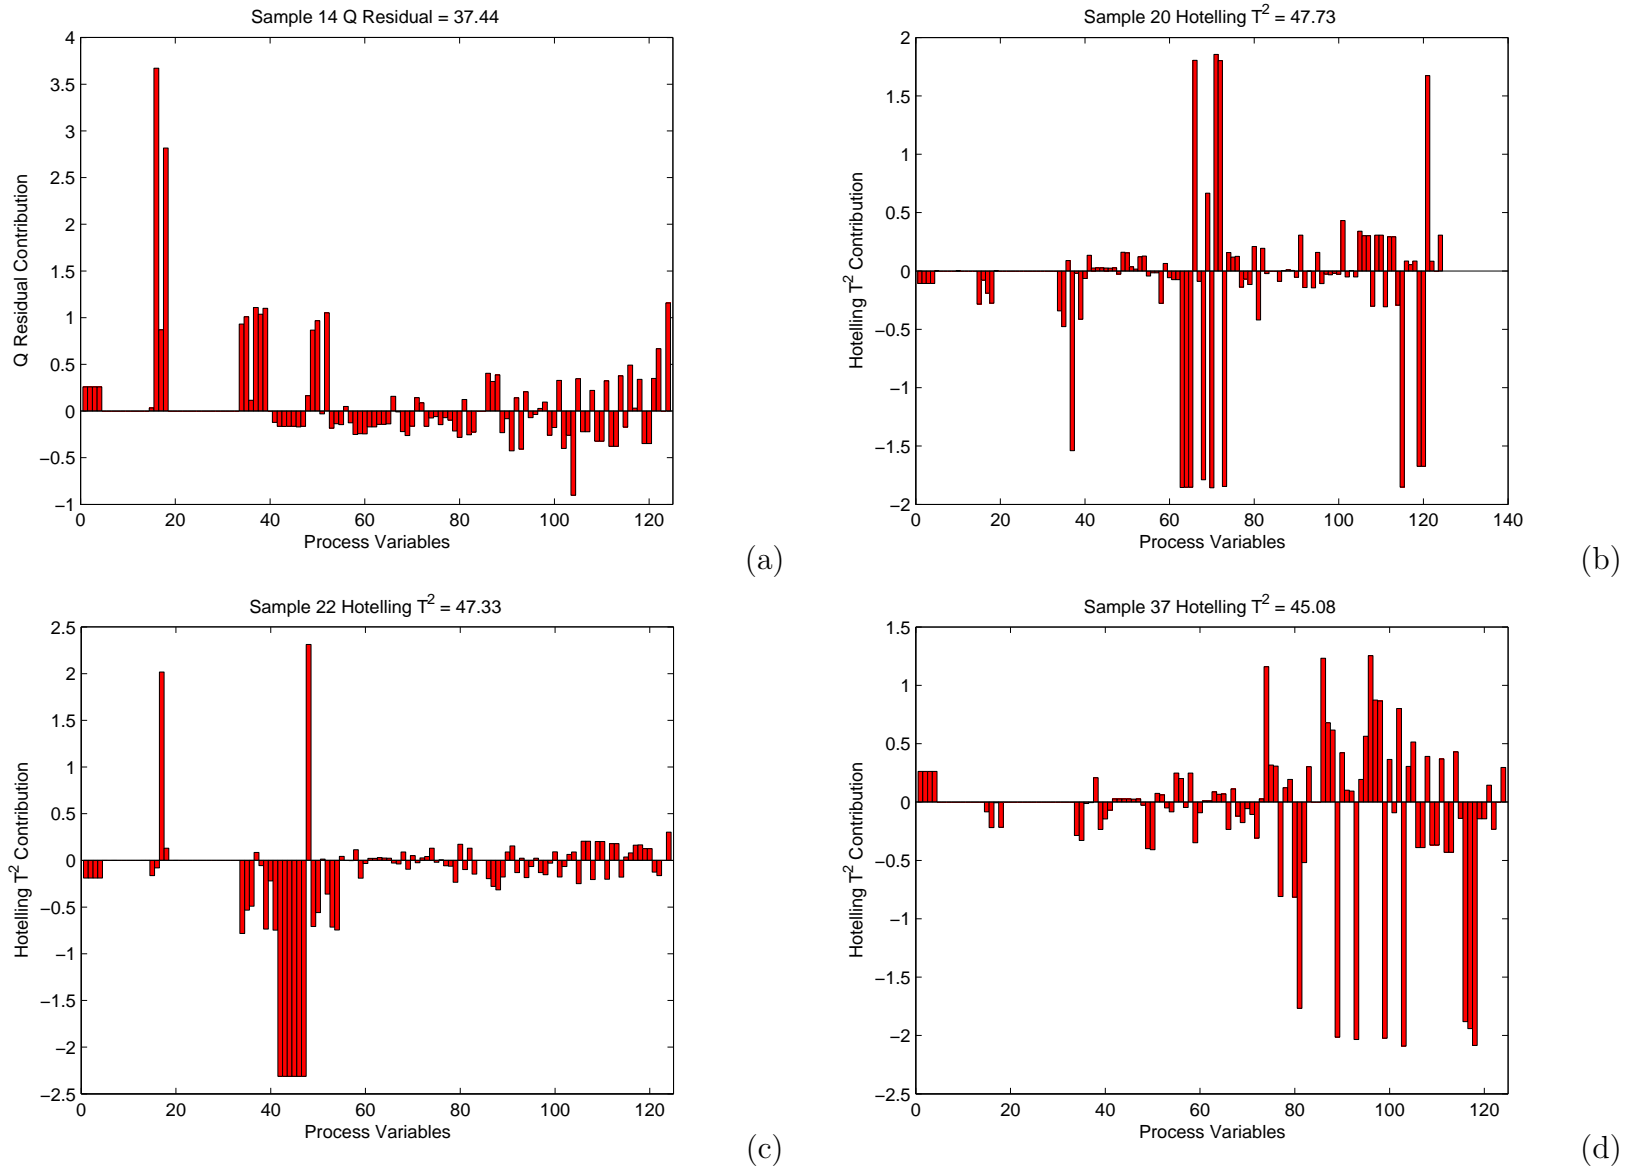 Sample 14 Q Residual = 37.44
4
3.5
3
2.5
2
1.5
1
0.5
0
−0.5
−1
0 20 40 60 80 100 120
Q Residual Contribution
Process Variables
(a)
Sample 20 Hotelling T2 = 47.73
2
1.5
1
0.5
0
−0.5
−1
−1.5
−2
0 20 40 60 80 100 120 140
Hotelling T2 Contribution
Process Variables
(b)
Sample 22 Hotelling T2 = 47.33
2.5
2
1.5
1
0.5
0
−0.5
−1
−1.5
−2
−2.5
0 20 40 60 80 100 120
Hotelling T2 Contribution
Process Variables
(c)
Sample 37 Hotelling T2 = 45.08
1.5
1
0.5
0
−0.5
−1
−1.5
−2
−2.5
0 20 40 60 80 100 120
Hotelling T2 Contribution
Process Variables
(d)